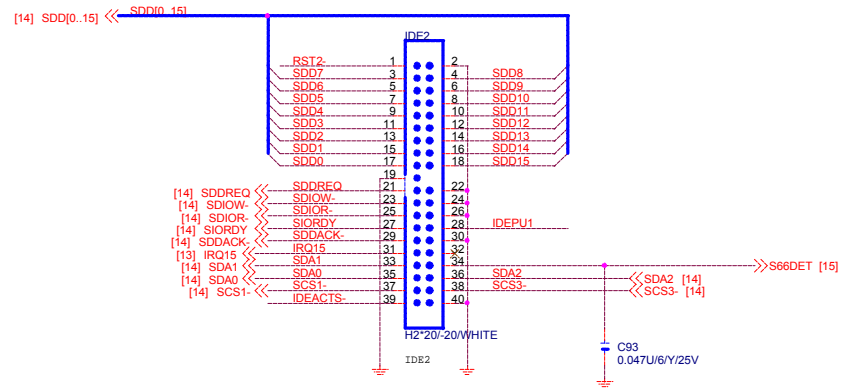 [14] SDD[0..15] SDD[0..15]
IDE2
RST2- 1 2
SDD7 3 4 SDD8
SDD6 5 6 SDD9
SDD5 7 8 SDD10
SDD4 9 10 SDD11
SDD3 11 12 SDD12
SDD2 13 14 SDD13
SDD1 15 16 SDD14
SDD0 17 18 SDD15
19
[14] SDDREQ SDDREQ 21 22
[14] SDIOW- SDIOW- 23 24
[14] SDIOR- SDIOR- 25 26
[14] SIORDY SIORDY 27 28 IDEPU1
[14] SDDACK- SDDACK- 29 30
[13] IRQ15 IRQ15 31 32
[14] SDA1 SDA1 33 34 S66DET [15]
[14] SDA0 SDA0 35 36 SDA2 SDA2 [14]
[14] SCS1- SCS1- 37 38 SCS3- SCS3- [14]
IDEACTS- 39 40
H2*20/-20/WHITE
IDE2
C93
0.047U/6/Y/25V